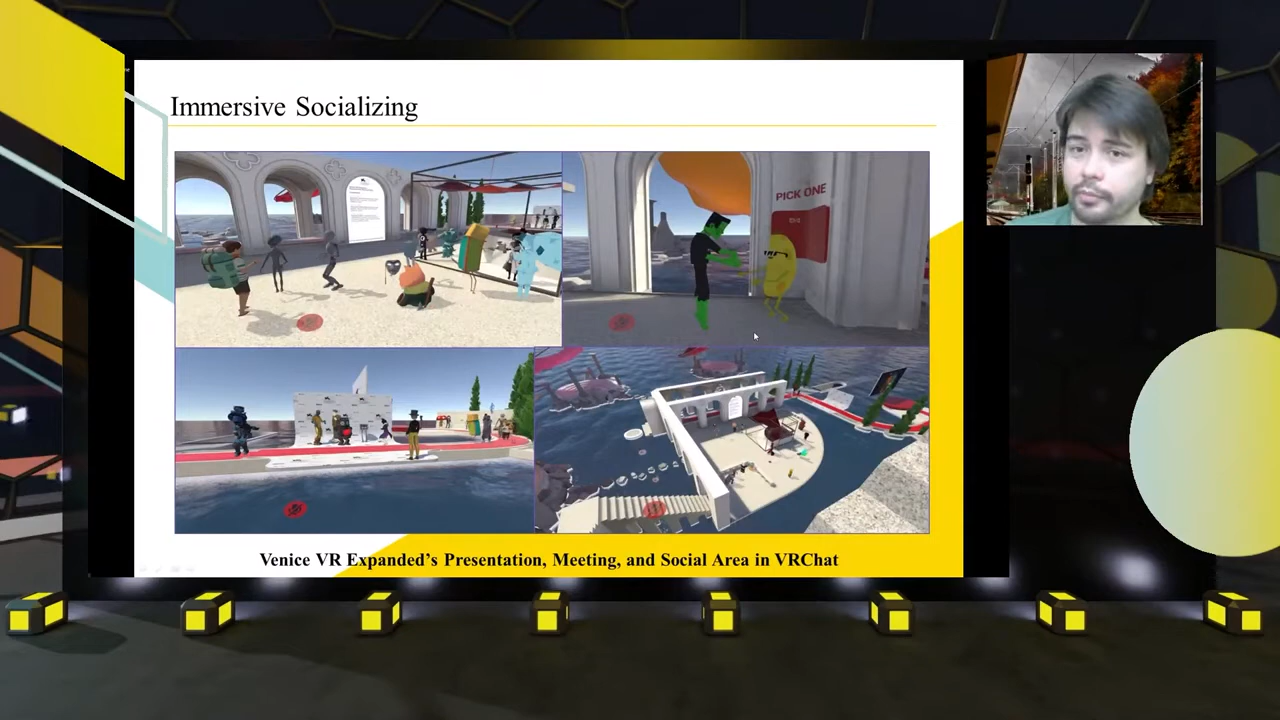 Immersive Socializing
PICK ONE
Venice VR Expanded’s Presentation, Meeting, and Social Area in VRChat